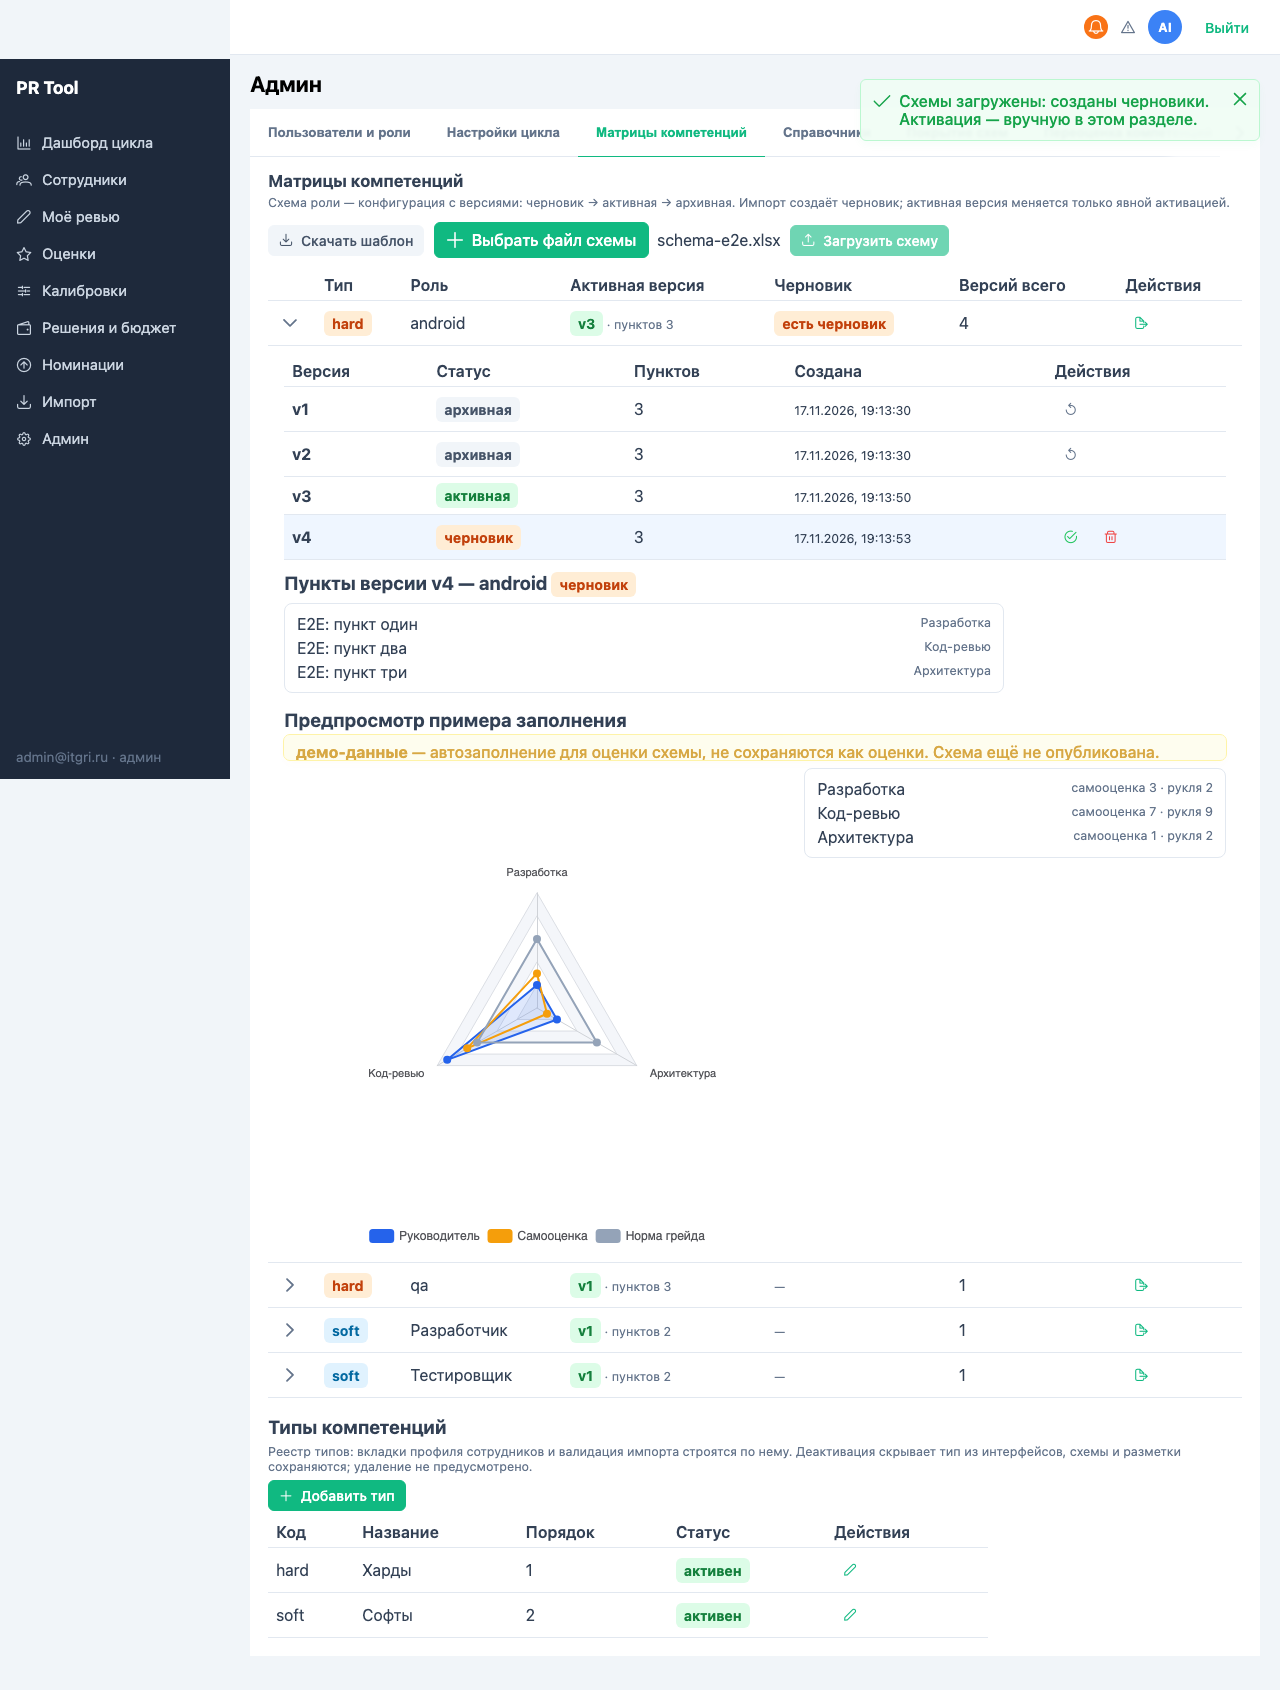 AI
Выйти
PR Tool
Дашборд цикла
Сотрудники
Моё ревью
Оценки
Калибровки
Решения и бюджет
Номинации
Импорт
Админ
admin@itgri.ru · админ
Админ
Схемы загружены: созданы черновики.
Активация — вручную в этом разделе.
Пользователи и роли
Настройки цикла
Матрицы компетенций
Матрицы компетенций
Схема роли — конфигурация с версиями: черновик → активная → архивная. Импорт создаёт черновик; активная версия меняется только явной активацией.
Скачать шаблон
Выбрать файл схемы
schema-e2e.xlsx
Загрузить схему
Тип Роль Активная версия Черновик Версий всего Действия
hard android v3 · пунктов 3 есть черновик 4
Версия Статус Пунктов Создана Действия
v1 архивная 3 17.11.2026, 19:13:30
v2 архивная 3 17.11.2026, 19:13:30
v3 активная 3 17.11.2026, 19:13:50
v4 черновик 3 17.11.2026, 19:13:53
Пункты версии v4 — android черновик
E2E: пункт один Разработка
E2E: пункт два Код-ревью
E2E: пункт три Архитектура
Предпросмотр примера заполнения
демо-данные — автозаполнение для оценки схемы, не сохраняются как оценки. Схема ещё не опубликована.
Разработка самооценка 3 · рукля 2
Код-ревью самооценка 7 · рукля 9
Архитектура самооценка 1 · рукля 2
Разработка
Код-ревью
Архитектура
Руководитель Самооценка Норма грейда
hard qa v1 · пунктов 3 — 1
soft Разработчик v1 · пунктов 2 — 1
soft Тестировщик v1 · пунктов 2 — 1
Типы компетенций
Реестр типов: вкладки профиля сотрудников и валидация импорта строятся по нему. Деактивация скрывает тип из интерфейсов, схемы и разметки
сохраняются; удаление не предусмотрено.
Добавить тип
Код Название Порядок Статус Действия
hard Харды 1 активен
soft Софты 2 активен